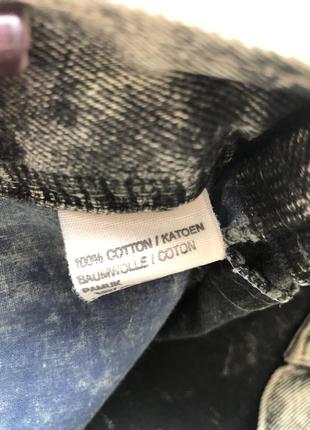 100% COTTON / KATOEN
BAUMWOLLE / COTON
PAMUK